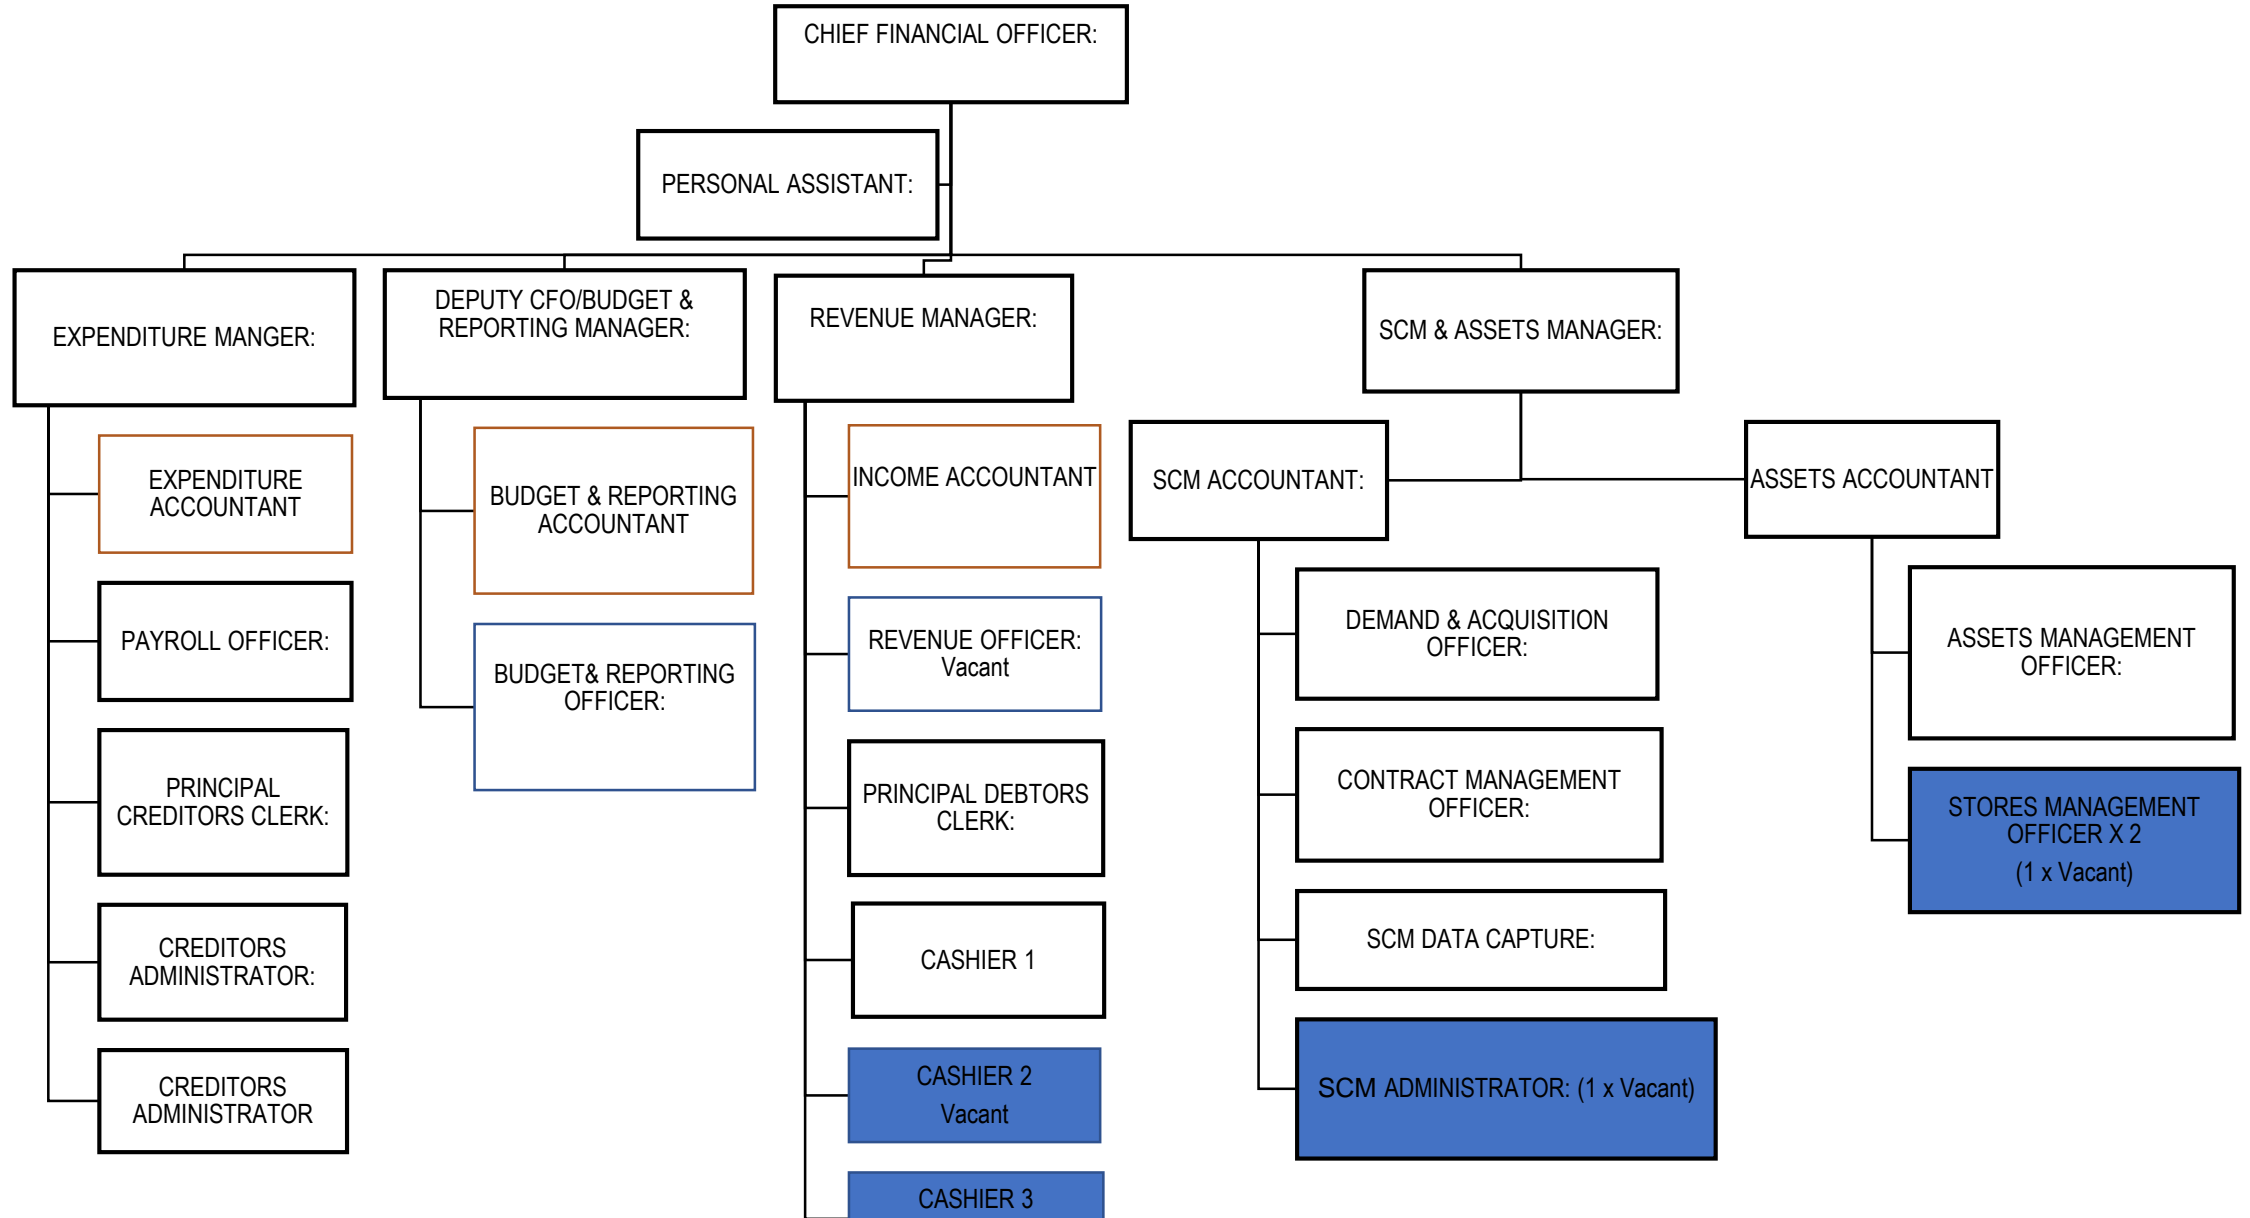 CHIEF FINANCIAL OFFICER:
PERSONAL ASSISTANT:
EXPENDITURE MANGER:
DEPUTY CFO/BUDGET &
REPORTING MANAGER:
REVENUE MANAGER:
SCM & ASSETS MANAGER:
EXPENDITURE
ACCOUNTANT
PAYROLL OFFICER:
PRINCIPAL
CREDITORS CLERK:
CREDITORS
ADMINISTRATOR:
CREDITORS
ADMINISTRATOR
BUDGET & REPORTING
ACCOUNTANT
BUDGET& REPORTING
OFFICER:
INCOME ACCOUNTANT
REVENUE OFFICER:
Vacant
PRINCIPAL DEBTORS
CLERK:
CASHIER 1
CASHIER 2
Vacant
CASHIER 3
SCM ACCOUNTANT:
DEMAND & ACQUISITION
OFFICER:
CONTRACT MANAGEMENT
OFFICER:
SCM DATA CAPTURE:
SCM ADMINISTRATOR: (1 x Vacant)
ASSETS ACCOUNTANT
ASSETS MANAGEMENT
OFFICER:
STORES MANAGEMENT
OFFICER X 2
(1 x Vacant)